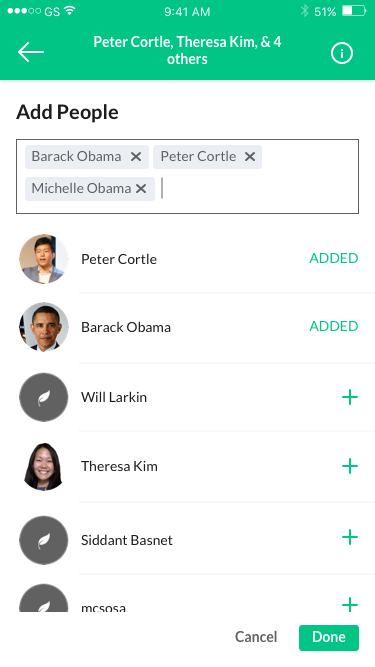 GS 9:41 AM 51%
Peter Cortle, Theresa Kim, & 4
others
Add People
Barack Obama Peter Cortle
Michelle Obama
Peter Cortle ADDED
Barack Obama ADDED
Will Larkin
Theresa Kim
Siddant Basnet
mcsosa
Cancel Done